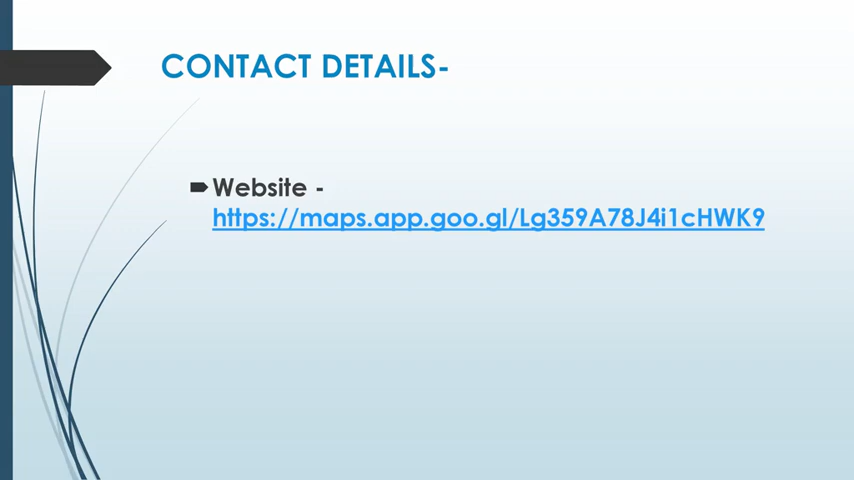 CONTACT DETAILS-
Website -
https://maps.app.goo.gl/Lg359A78J4i1cHWK9